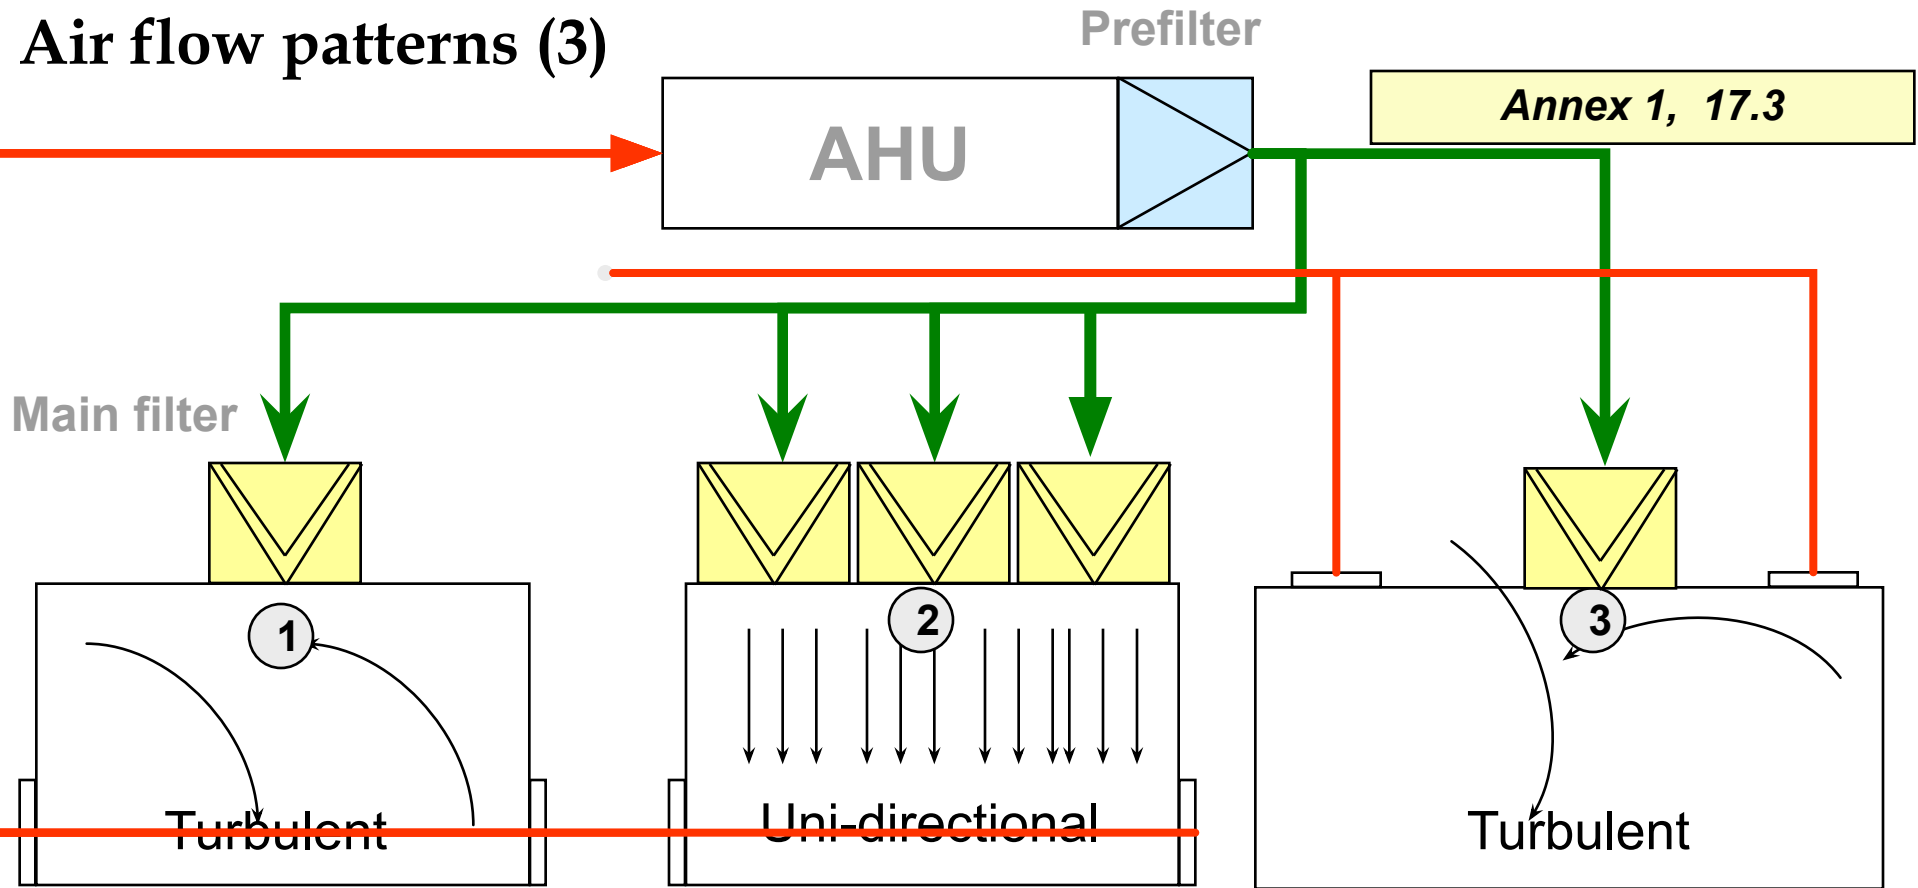 Air flow patterns (3)
Prefilter
AHU
Annex 1, 17.3
Main filter
1
2
3
Turbulent
Uni-directional
Turbulent